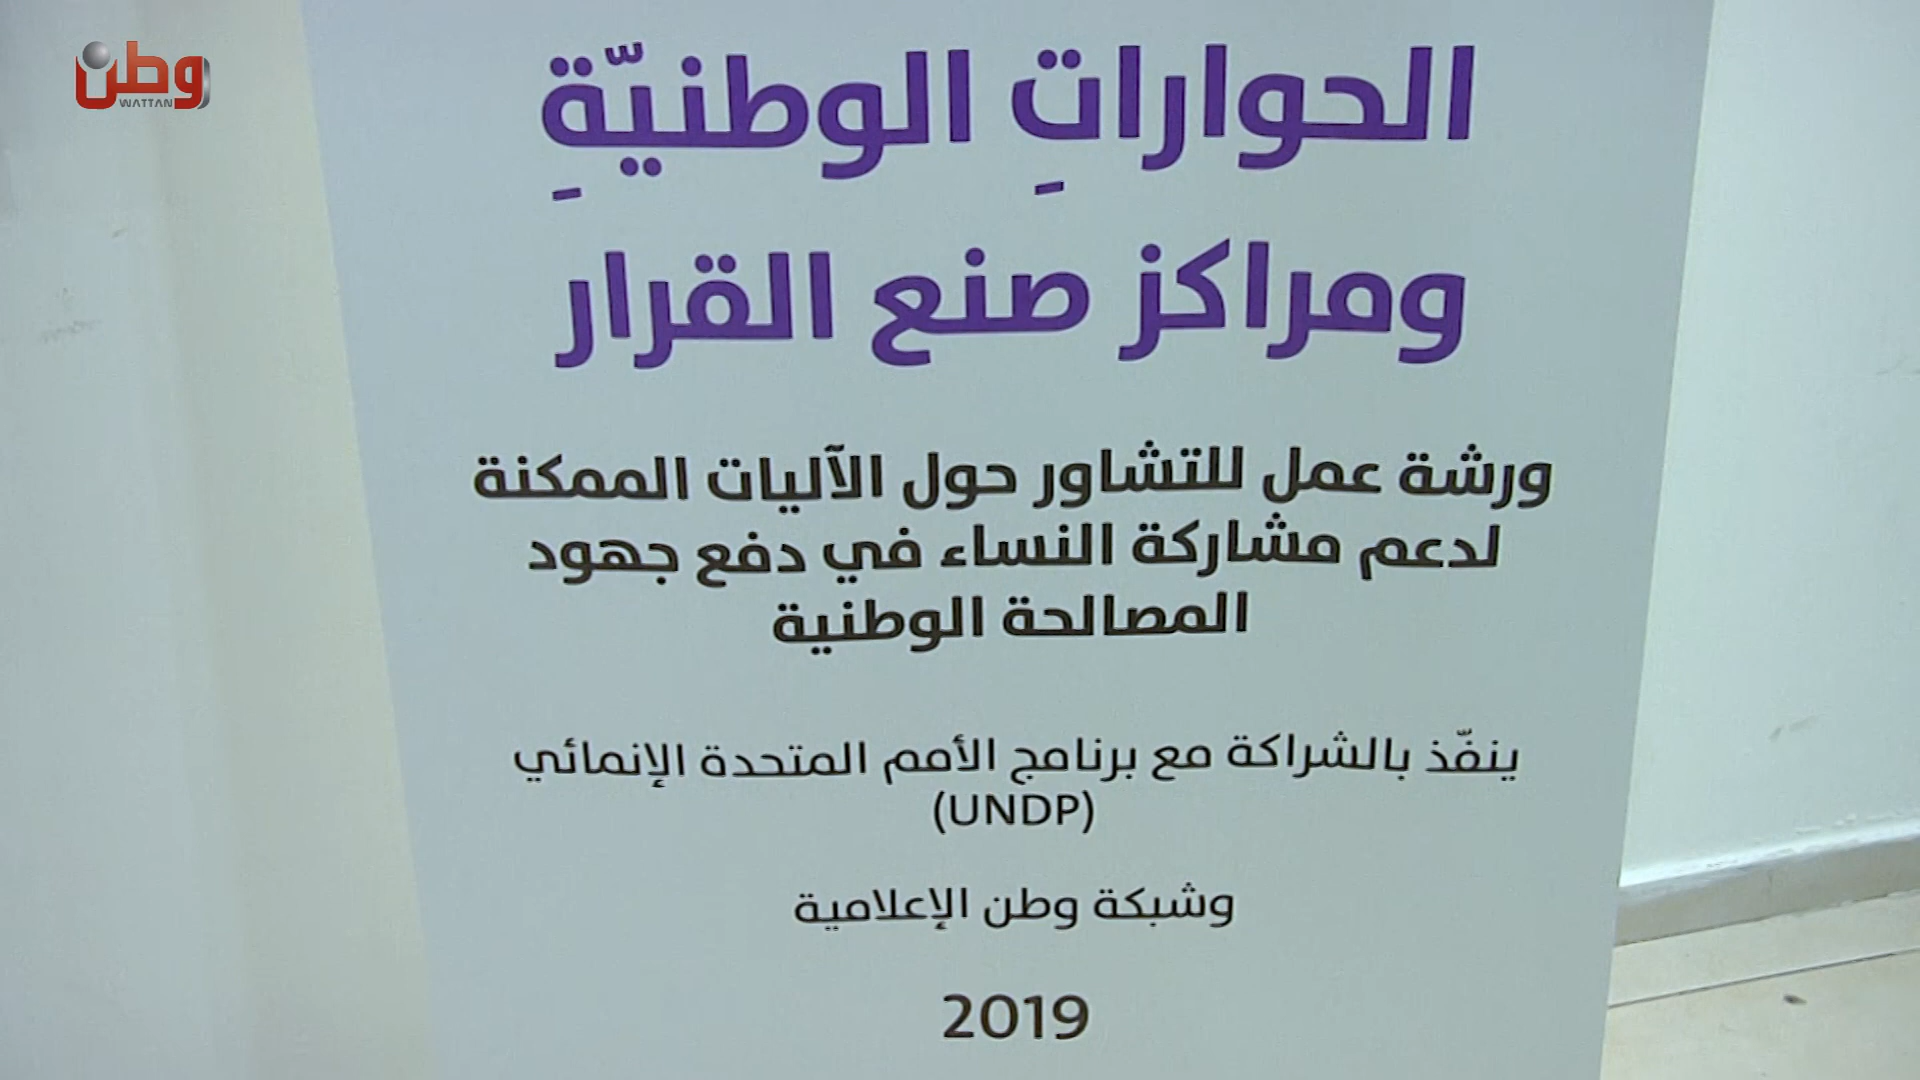 وطن
WATTAN
الحواراتِ الوطنيّةِ
ومراكز صنع القرار
ورشة عمل للتشاور حول الآليات الممكنة
لدعم مشاركة النساء في دفع جهود
المصالحة الوطنية
ينفّذ بالشراكة مع برنامج الأمم المتحدة الإنمائي
(UNDP)
وشبكة وطن الإعلامية
2019